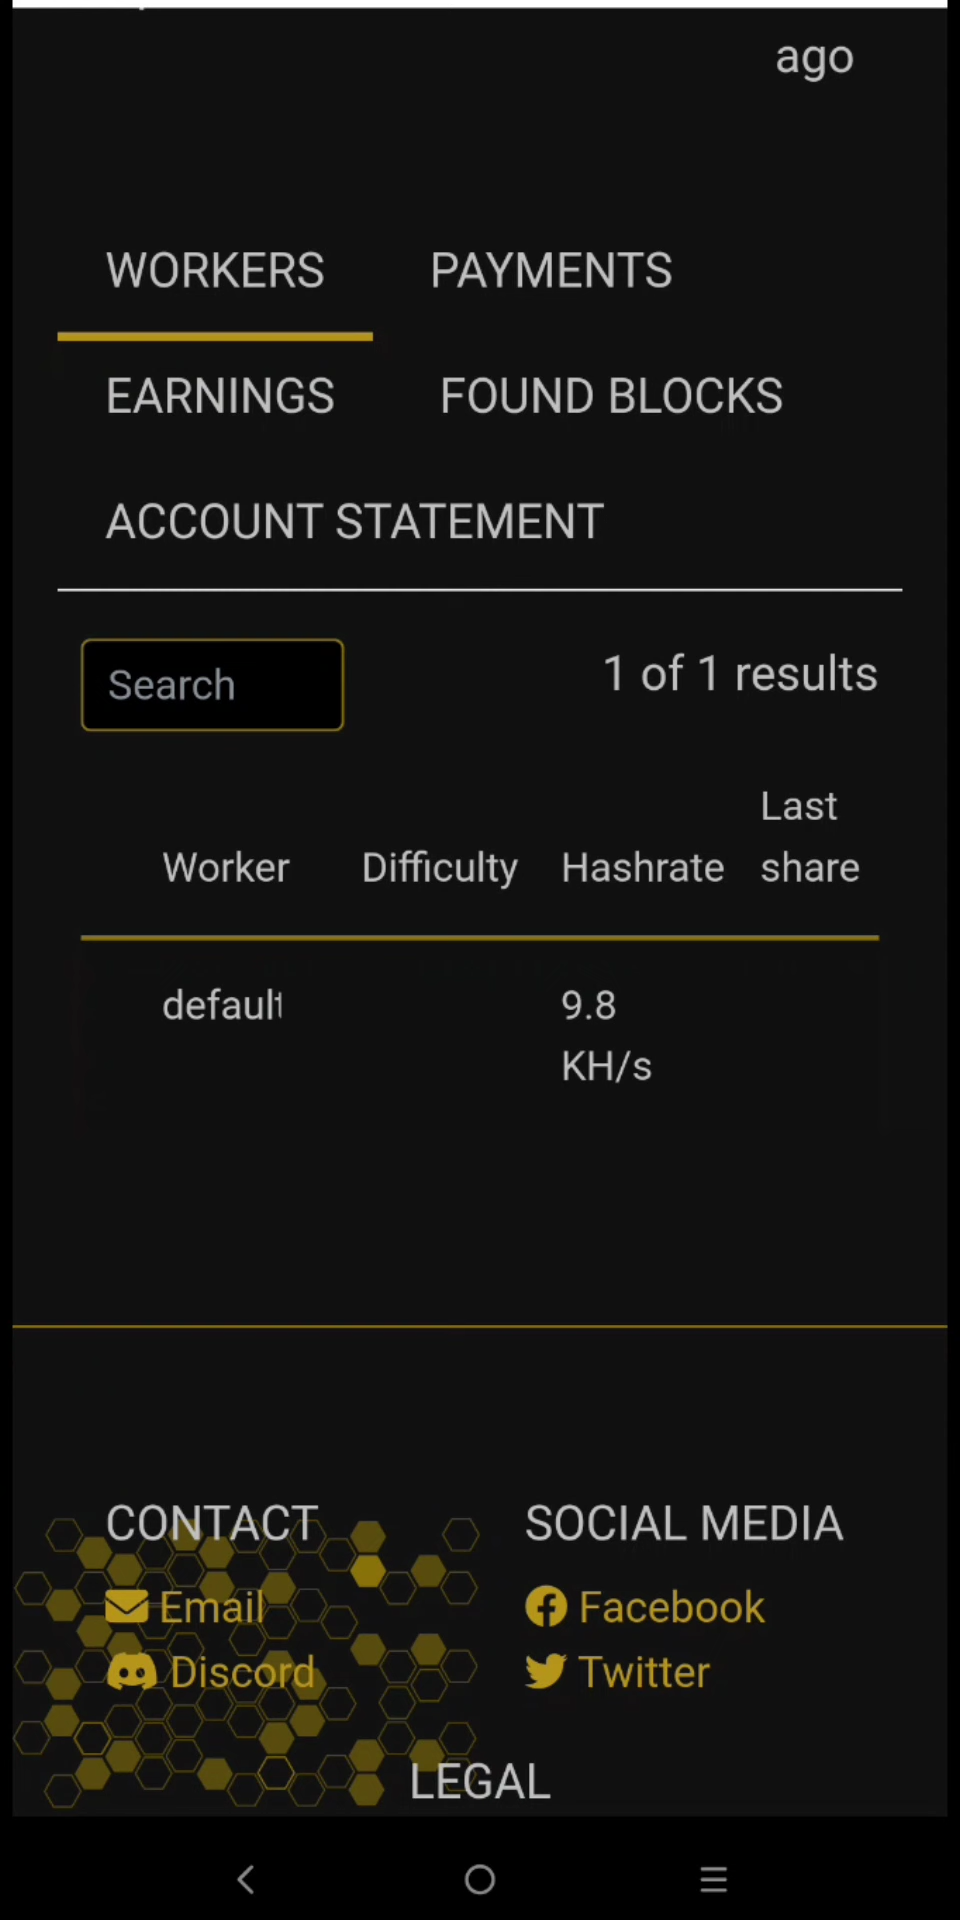 ago
WORKERS PAYMENTS
EARNINGS FOUND BLOCKS
ACCOUNT STATEMENT
Search 1 of 1 results
Worker Difficulty Hashrate Last share
default 9.8 KH/s
CONTACT SOCIAL MEDIA
Email Facebook
Discord Twitter
LEGAL